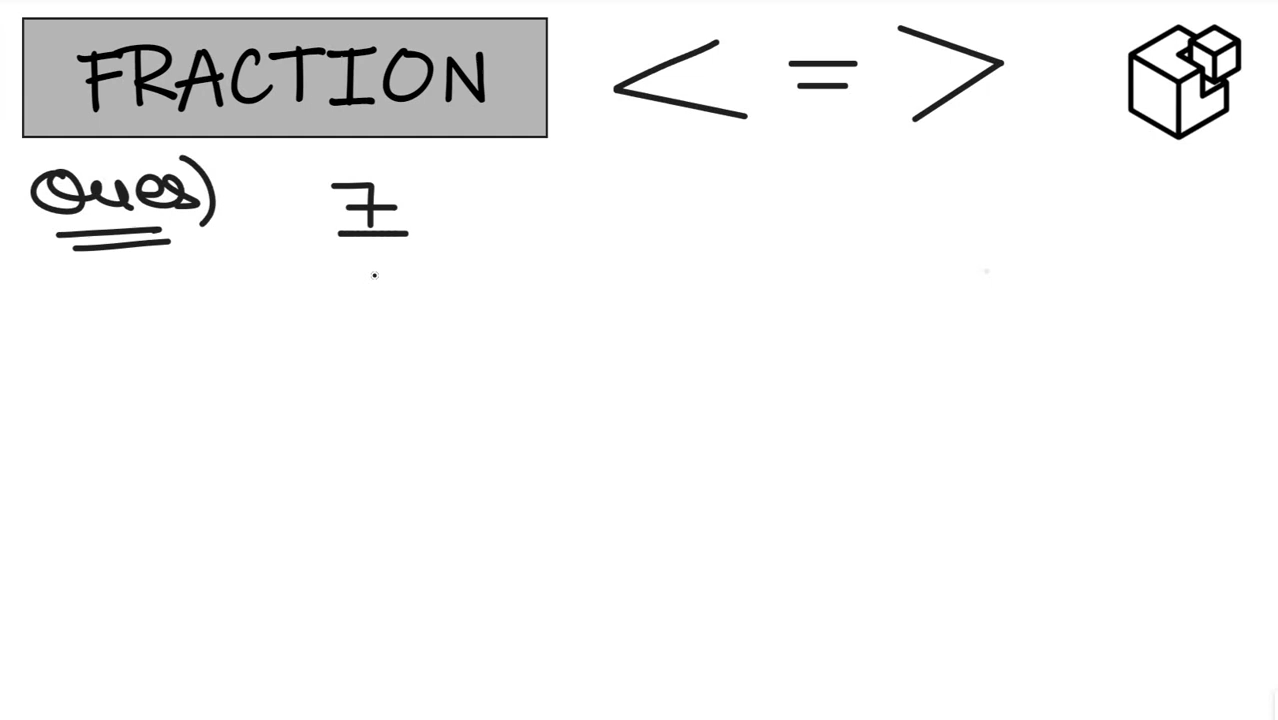 FRACTION < = >
Ques) 7